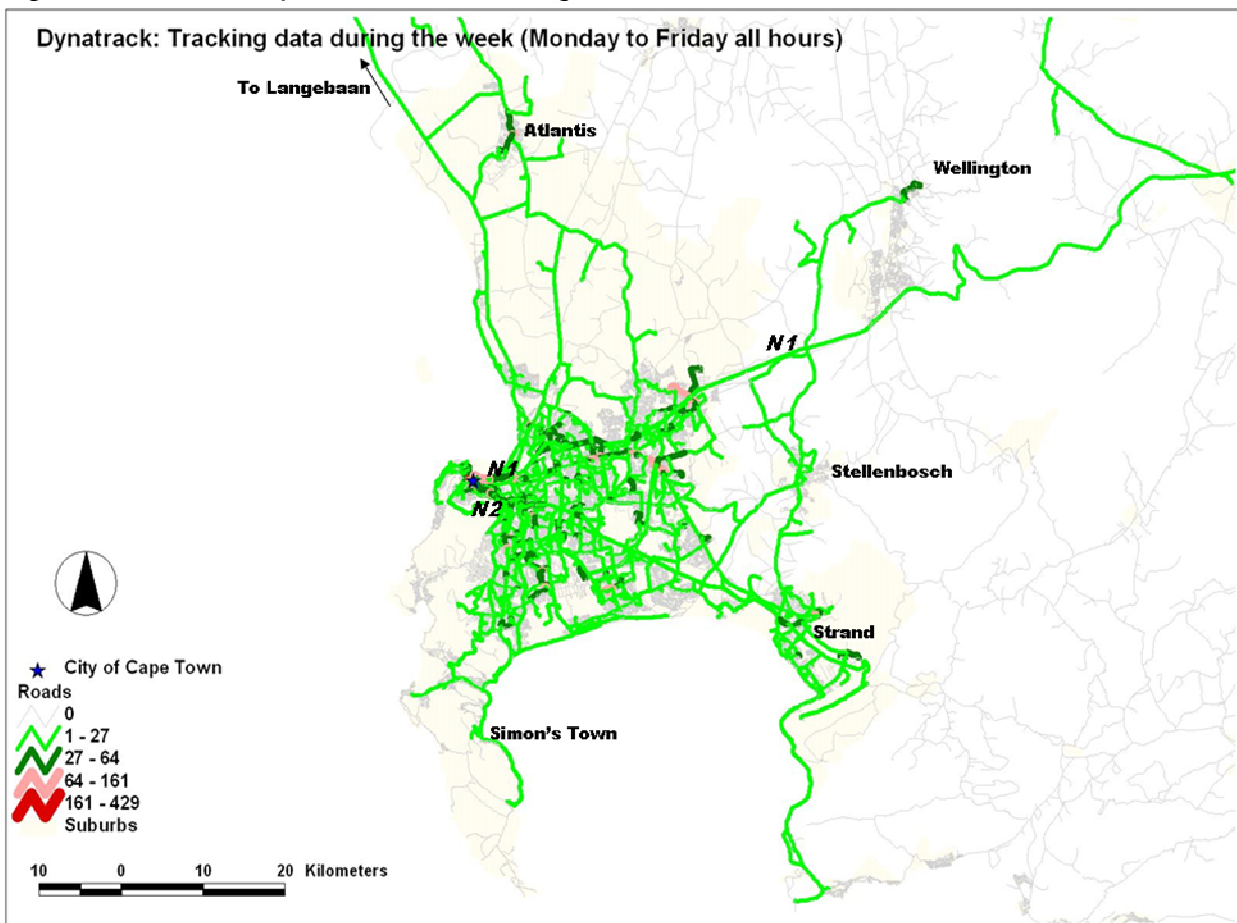 Dynatrack: Tracking data during the week (Monday to Friday all hours)
To Langebaan
Atlantis
Wellington
N1
Stellenbosch
N1
N2
Strand
Simon's Town
City of Cape Town
Roads
0
1 - 27
27 - 64
64 - 161
161 - 429
Suburbs
10 0 10 20 Kilometers